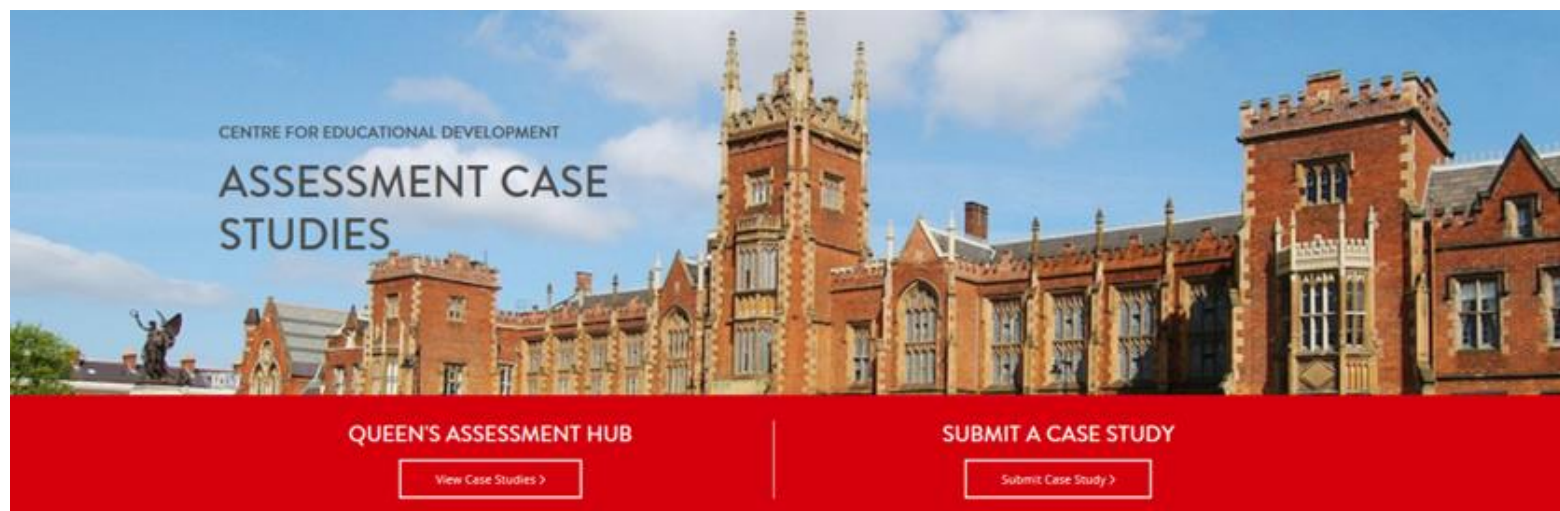 CENTRE FOR EDUCATIONAL DEVELOPMENT
ASSESSMENT CASE
STUDIES
QUEEN'S ASSESSMENT HUB
View Case Studies >
SUBMIT A CASE STUDY
Submit Case Study >